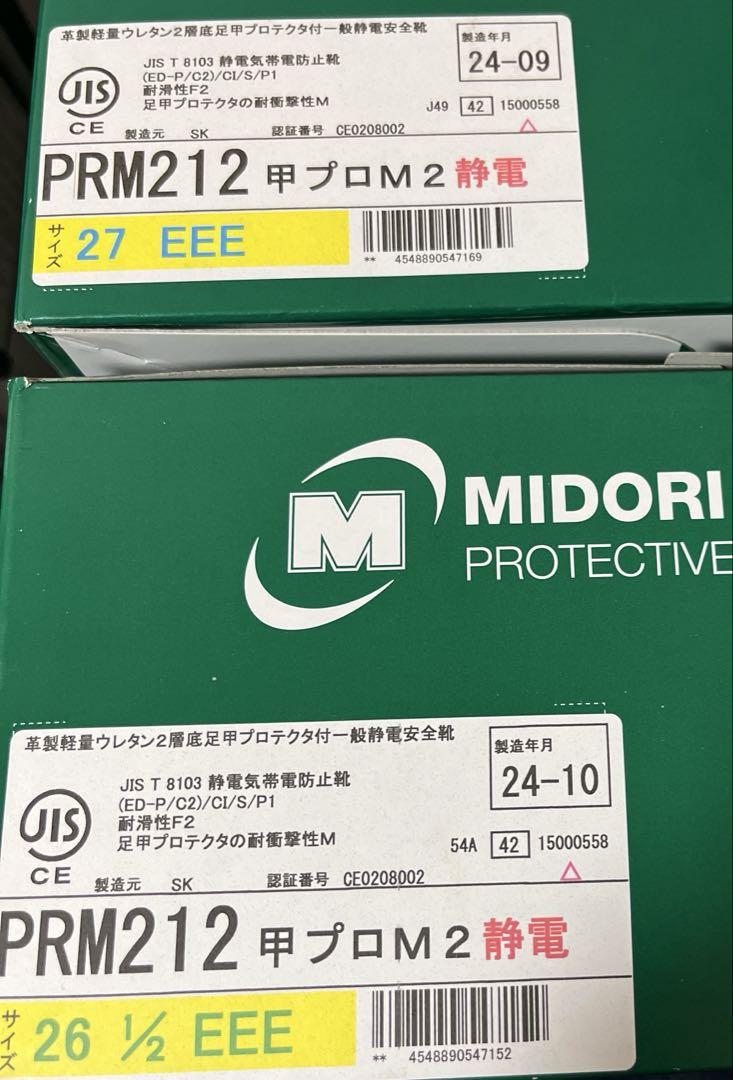 革製軽量ウレタン2層底足甲プロテクタ付一般静電安全靴
製造年月
24-09
JIS
CE
JIS T 8103 静電気帯電防止靴
(ED-P/C2)/CI/S/P1
耐滑性F2
足甲プロテクタの耐衝撃性M
J49 42 15000558
製造元 SK 認証番号 CE0208002
PRM212 甲プロM2静電
サイズ 27 EEE
** 4548890547169
M MIDORI
PROTECTIVE
革製軽量ウレタン2層底足甲プロテクタ付一般静電安全靴
製造年月
24-10
JIS
CE
JIS T 8103 静電気帯電防止靴
(ED-P/C2)/CI/S/P1
耐滑性F2
足甲プロテクタの耐衝撃性M
54A 42 15000558
製造元 SK 認証番号 CE0208002
PRM212 甲プロM2静電
サイズ 26 1/2 EEE
** 4548890547152